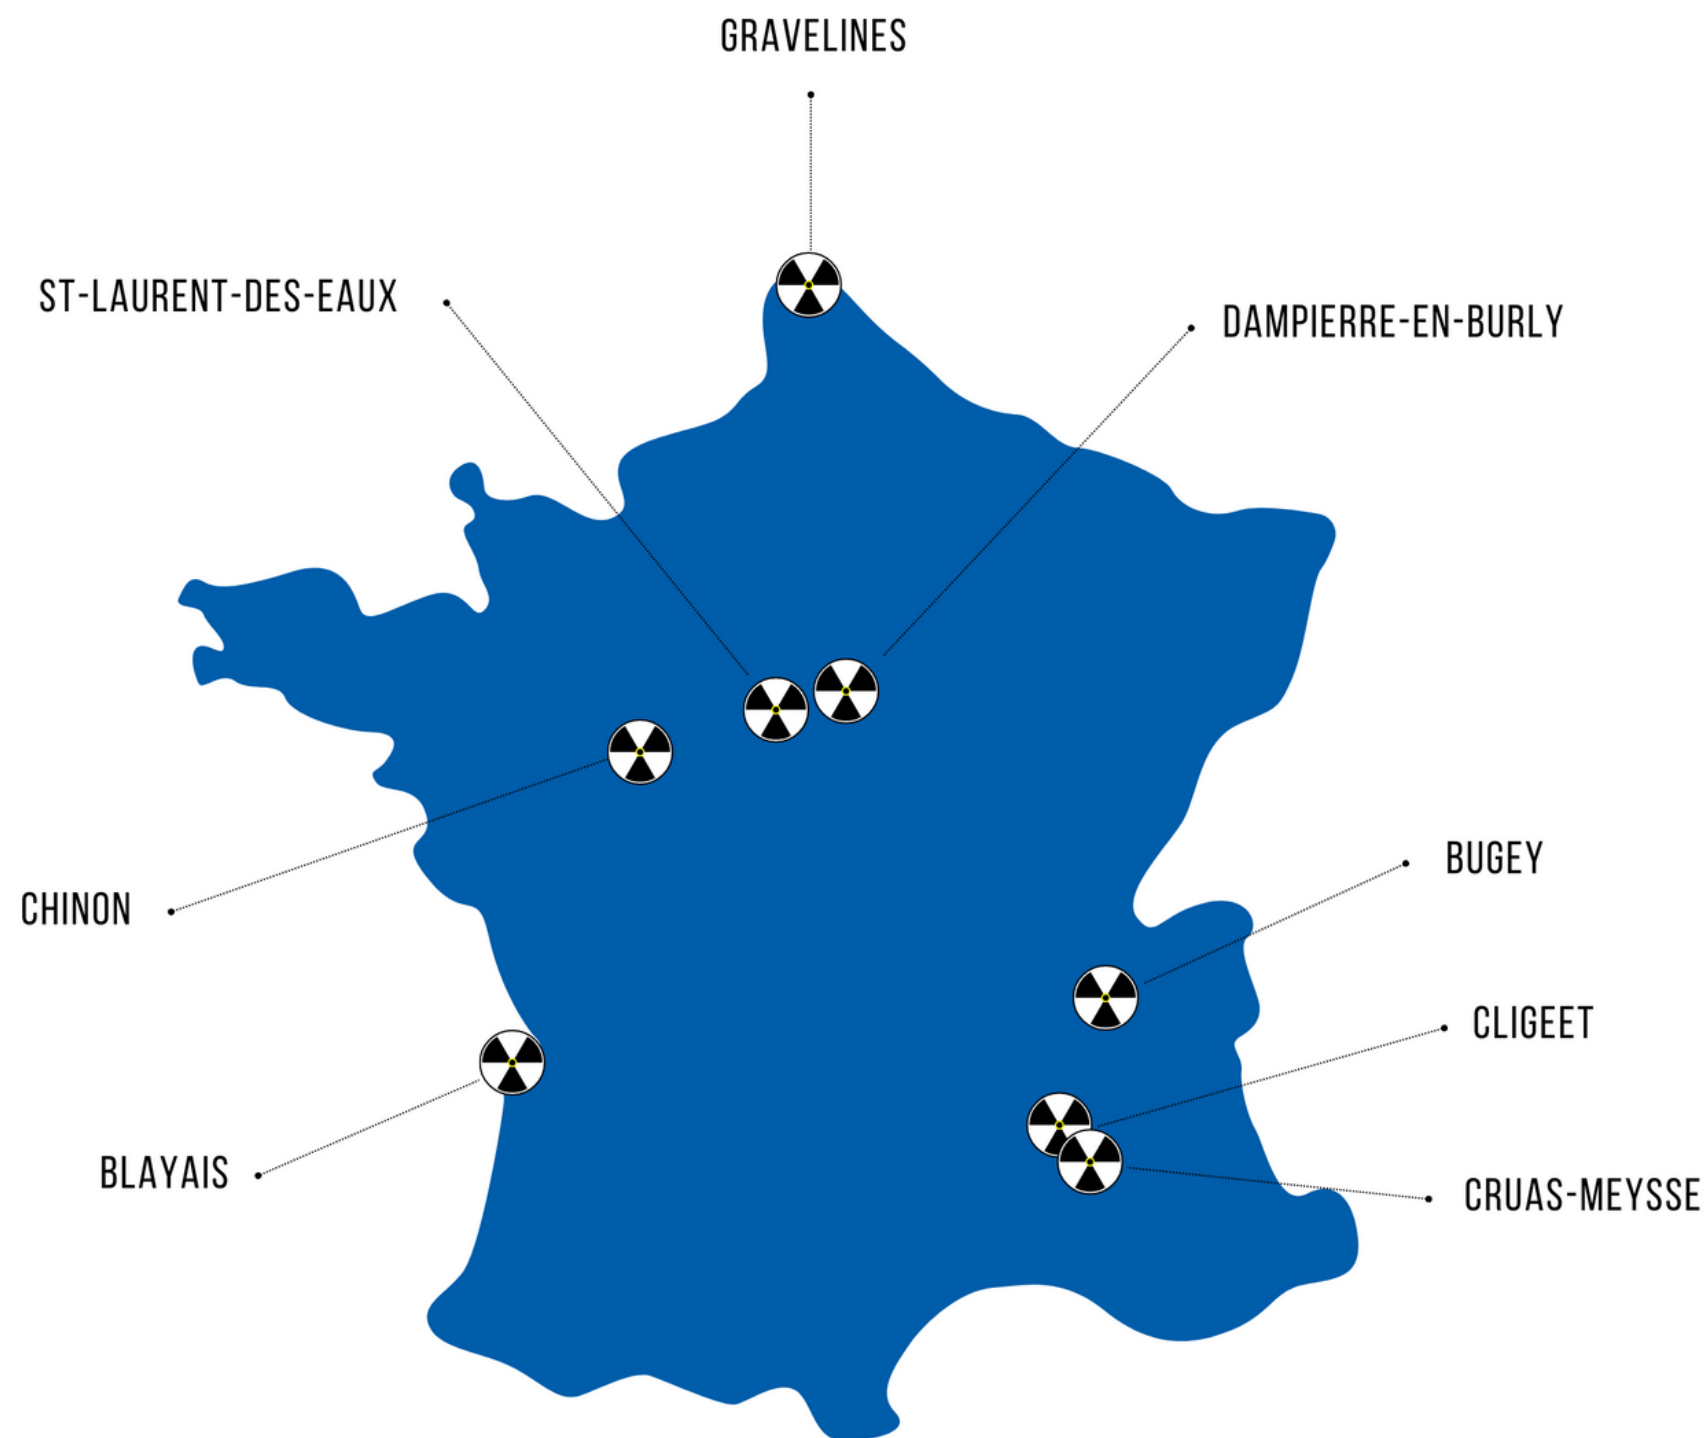 GRAVELINES
ST-LAURENT-DES-EAUX
DAMPIERRE-EN-BURLY
BUGEY
CHINON
CLIGEET
BLAYAIS
CRUAS-MEYSSE